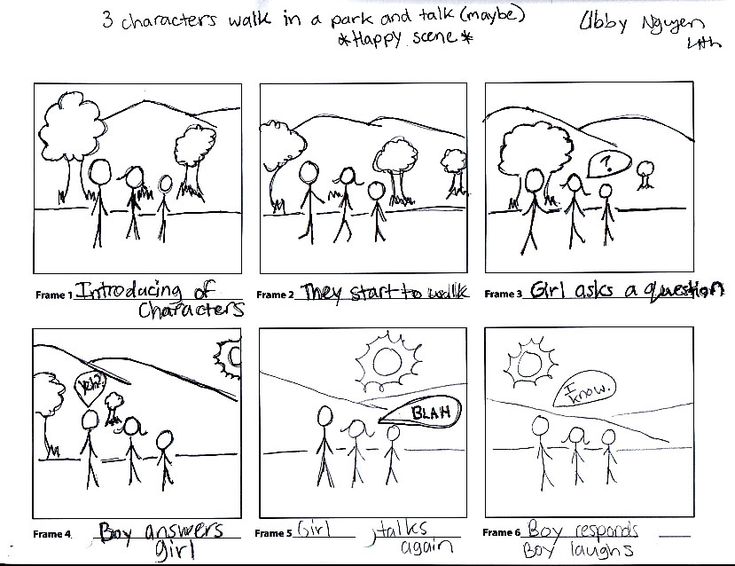 3 characters walk in a park and talk (maybe)
*Happy scene*
Abby Nguyen
Frame 1 Introducing of
Characters
Frame 2 They start to walk
?
Frame 3 Girl asks a question
Yeh?
Frame 4 Boy answers
girl
BLAH
Frame 5 Girl talks
again
I know.
Frame 6 Boy responds
Boy laughs